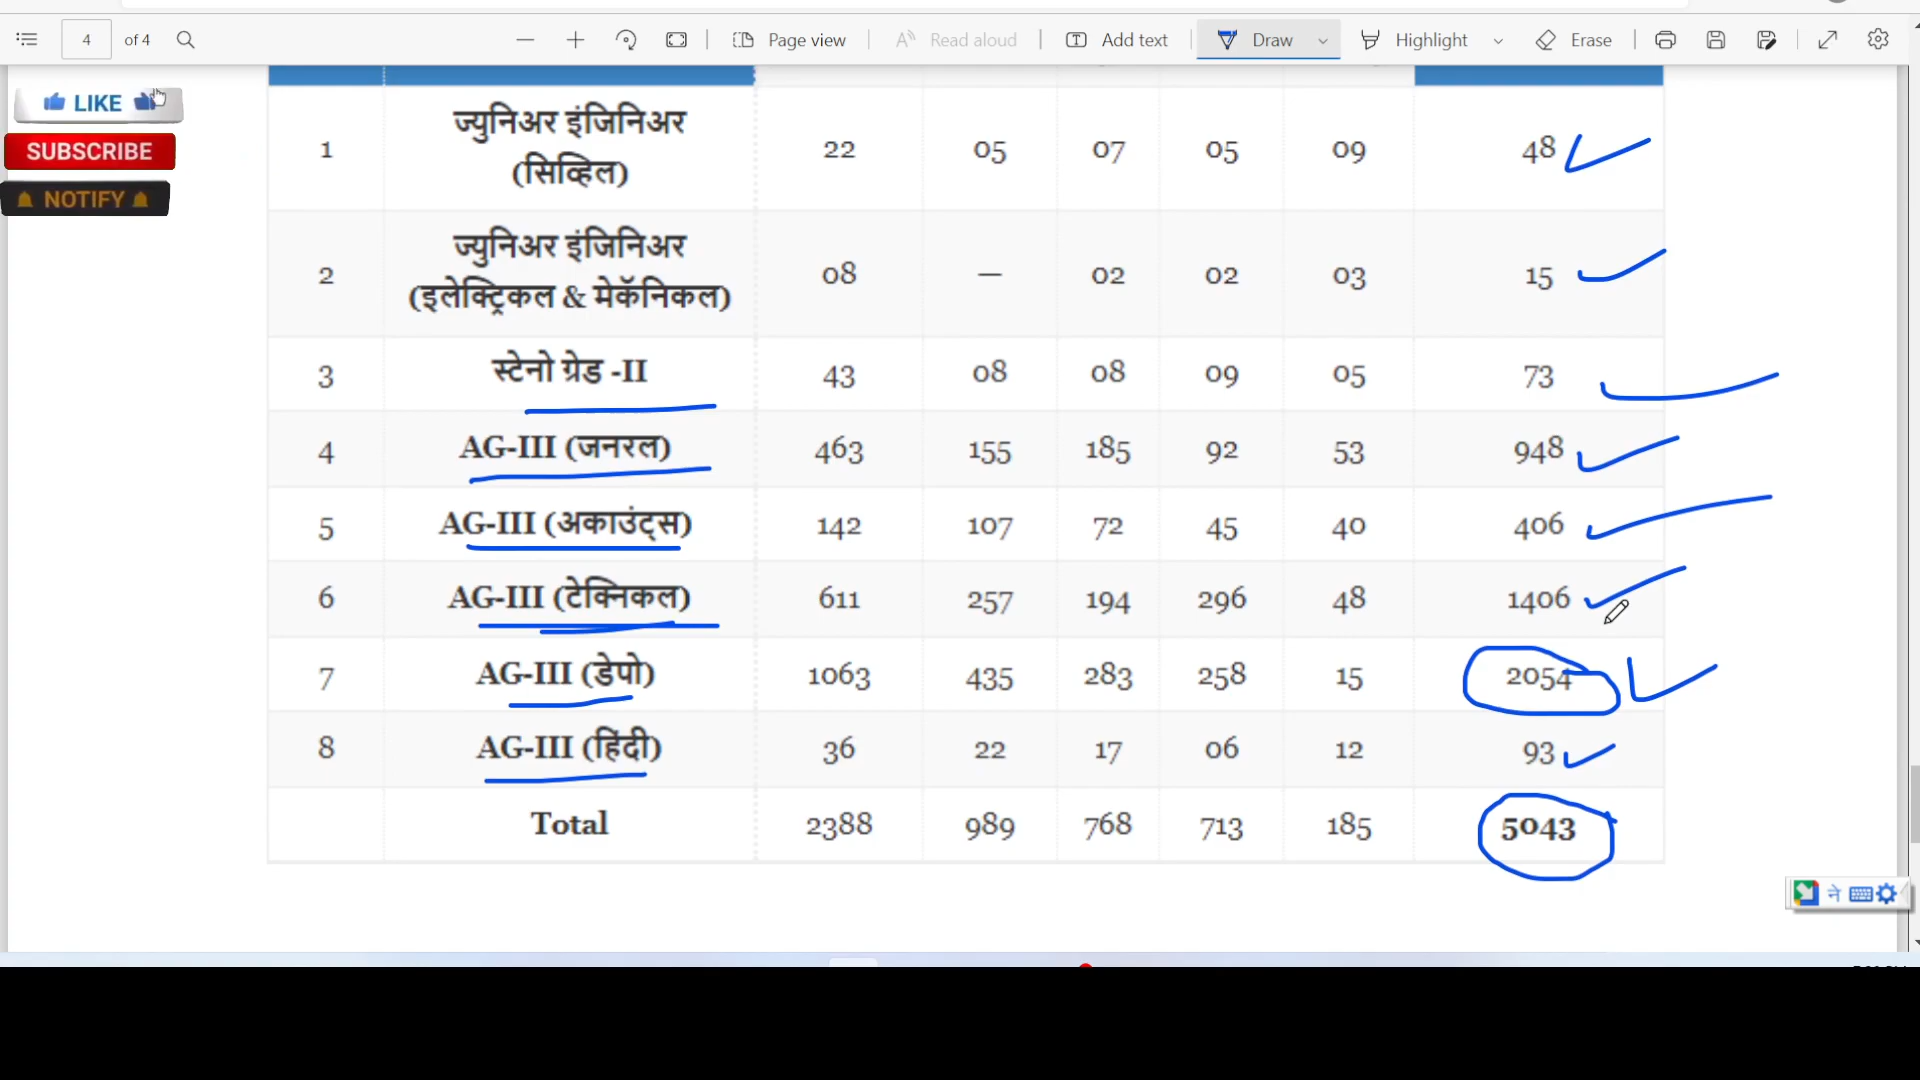 4 of 4 Page view Read aloud Add text Draw Highlight Erase
LIKE
SUBSCRIBE
NOTIFY
1 ज्युनिअर इंजिनिअर (सिव्हिल) 22 05 07 05 09 48
2 ज्युनिअर इंजिनिअर (इलेक्ट्रिकल & मेकॅनिकल) 08 — 02 02 03 15
3 स्टेनो ग्रेड -II 43 08 08 09 05 73
4 AG-III (जनरल) 463 155 185 92 53 948
5 AG-III (अकाउंट्स) 142 107 72 45 40 406
6 AG-III (टेक्निकल) 611 257 194 296 48 1406
7 AG-III (डेपो) 1063 435 283 258 15 2054
8 AG-III (हिंदी) 36 22 17 06 12 93
Total 2388 989 768 713 185 5043
ने